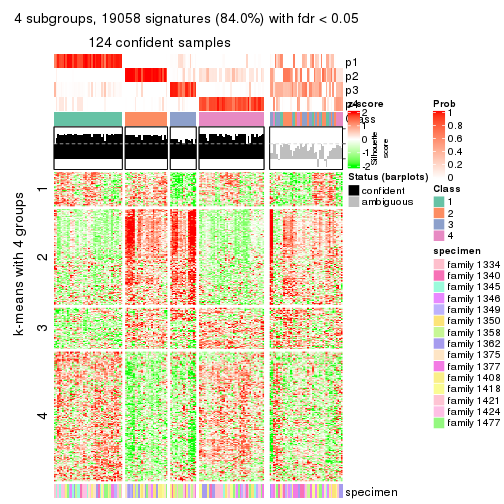 4 subgroups, 19058 signatures (84.0%) with fdr < 0.05
124 confident samples
p1
p2
p3
p4
Class
k-means with 4 groups
1
2
3
4
specimen
z-score
2
1
0
-1
-2
Silhouette
score
Status (barplots)
confident
ambiguous
Prob
1
0.8
0.6
0.4
0.2
0
Class
1
2
3
4
specimen
family 1334
family 1340
family 1345
family 1346
family 1349
family 1350
family 1358
family 1362
family 1375
family 1377
family 1408
family 1418
family 1421
family 1424
family 1477